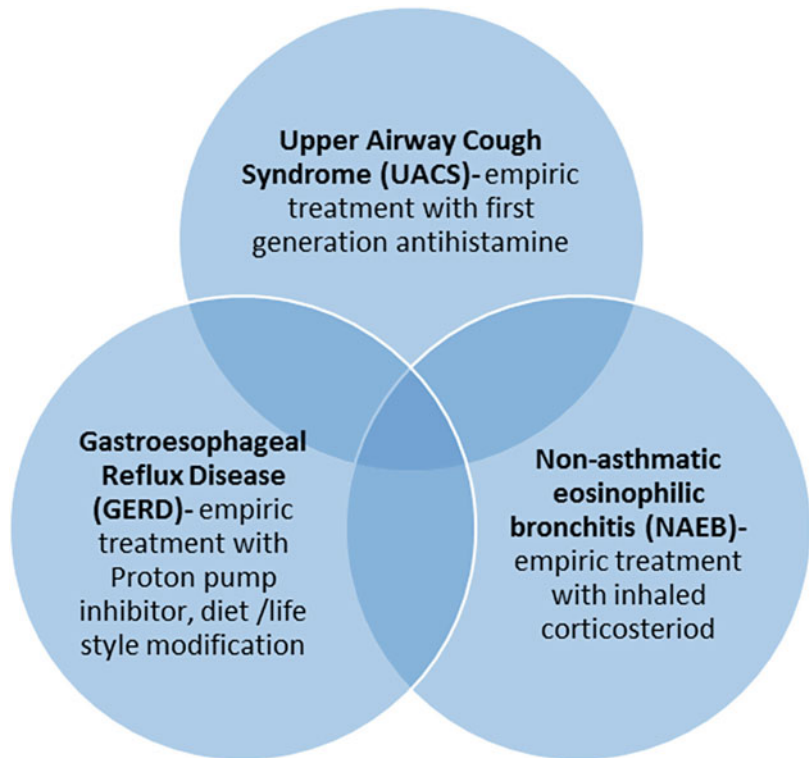 Upper Airway Cough
Syndrome (UACS)- empiric
treatment with first
generation antihistamine
Gastroesophageal
Reflux Disease
(GERD)- empiric
treatment with
Proton pump
inhibitor, diet /life
style modification
Non-asthmatic
eosinophilic
bronchitis (NAEB)-
empiric treatment
with inhaled
corticosteriod